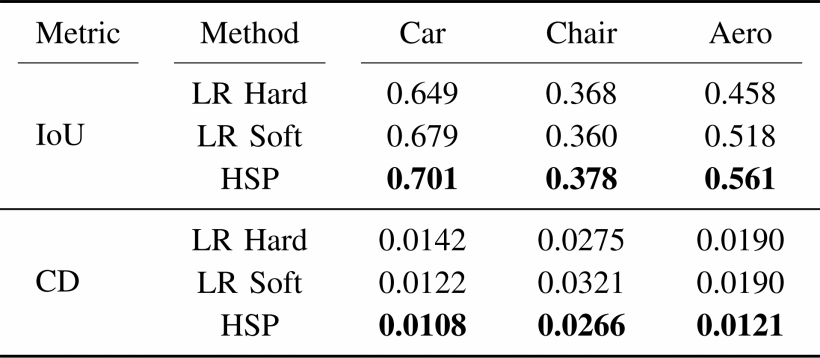 Metric Method Car Chair Aero
LR Hard 0.649 0.368 0.458
IoU LR Soft 0.679 0.360 0.518
HSP 0.701 0.378 0.561
LR Hard 0.0142 0.0275 0.0190
CD LR Soft 0.0122 0.0321 0.0190
HSP 0.0108 0.0266 0.0121